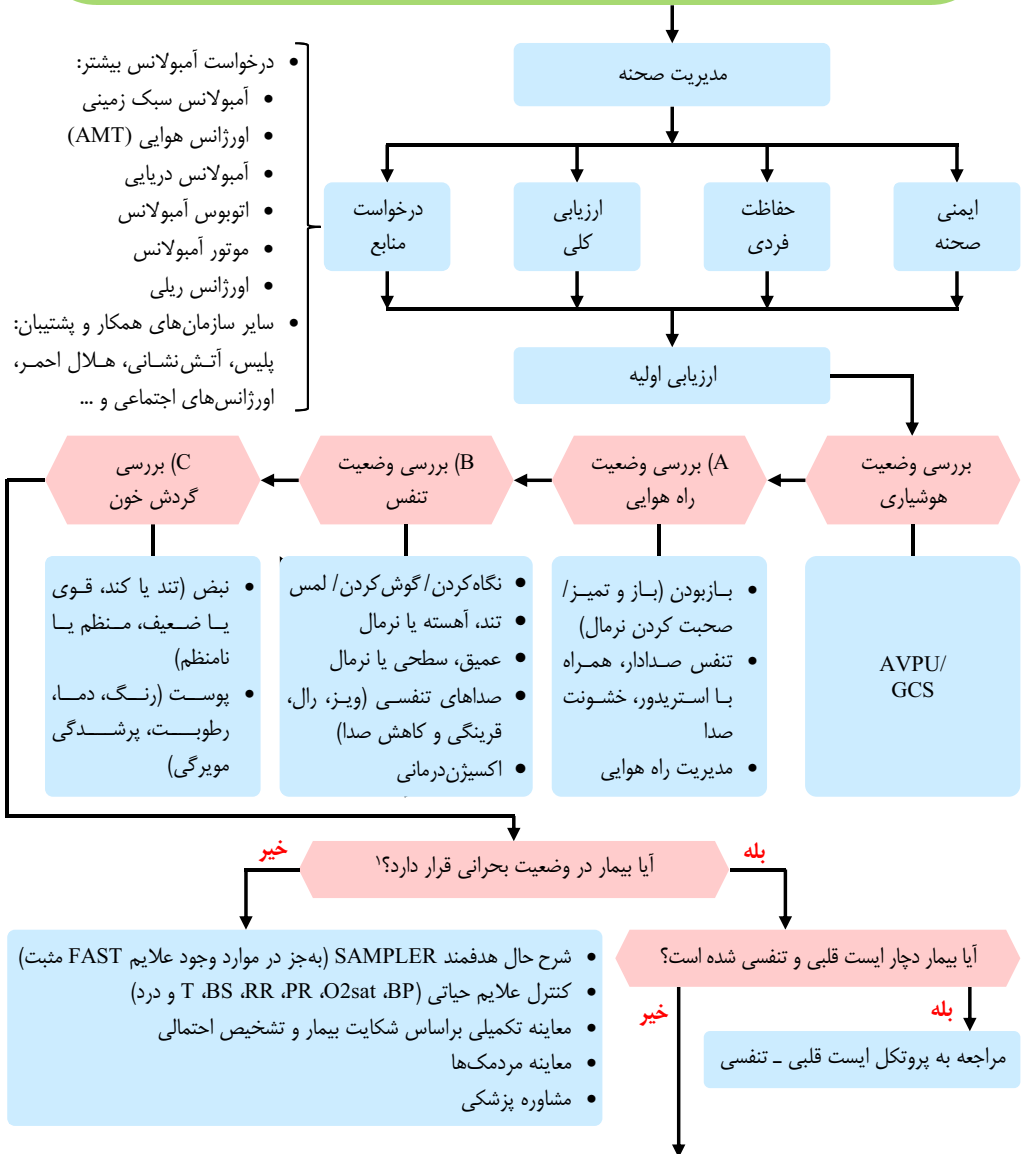 مدیریت صحنه
ایمنی
صحنه
حفاظت
فردی
ارزیابی
کلی
درخواست
منابع
• درخواست آمبولانس بیشتر:
• آمبولانس سبک زمینی
• اورژانس هوایی (AMT)
• آمبولانس دریایی
• اتوبوس آمبولانس
• موتور آمبولانس
• اورژانس ریلی
• سایر سازمان‌های همکار و پشتیبان:
پلیس، آتش‌نشانی، هلال احمر،
اورژانس‌های اجتماعی و ...
ارزیابی اولیه
بررسی وضعیت
هوشیاری
A) بررسی وضعیت
راه هوایی
B) بررسی وضعیت
تنفس
C) بررسی
گردش خون
AVPU/
GCS
• بازبودن (باز و تمیز/
صحبت کردن نرمال)
• تنفس صدادار، همراه
با استریدور، خشونت
صدا
• مدیریت راه هوایی
• نگاه‌کردن/ گوش‌کردن/ لمس
• تند، آهسته یا نرمال
• عمیق، سطحی یا نرمال
• صداهای تنفسی (ویز، رال،
قرینگی و کاهش صدا)
• اکسیژن‌درمانی
• نبض (تند یا کند، قوی
یا ضعیف، منظم یا
نامنظم)
• پوست (رنگ، دما،
رطوبت، پرشدگی
مویرگی)
آیا بیمار در وضعیت بحرانی قرار دارد؟۱
بله
خیر
آیا بیمار دچار ایست قلبی و تنفسی شده است؟
بله
خیر
مراجعه به پروتکل ایست قلبی ـ تنفسی
• شرح حال هدفمند SAMPLER (به‌جز در موارد وجود علایم FAST مثبت)
• کنترل علایم حیاتی (BP، O2sat، PR، RR، BS، T و درد)
• معاینه تکمیلی براساس شکایت بیمار و تشخیص احتمالی
• معاینه مردمک‌ها
• مشاوره پزشکی